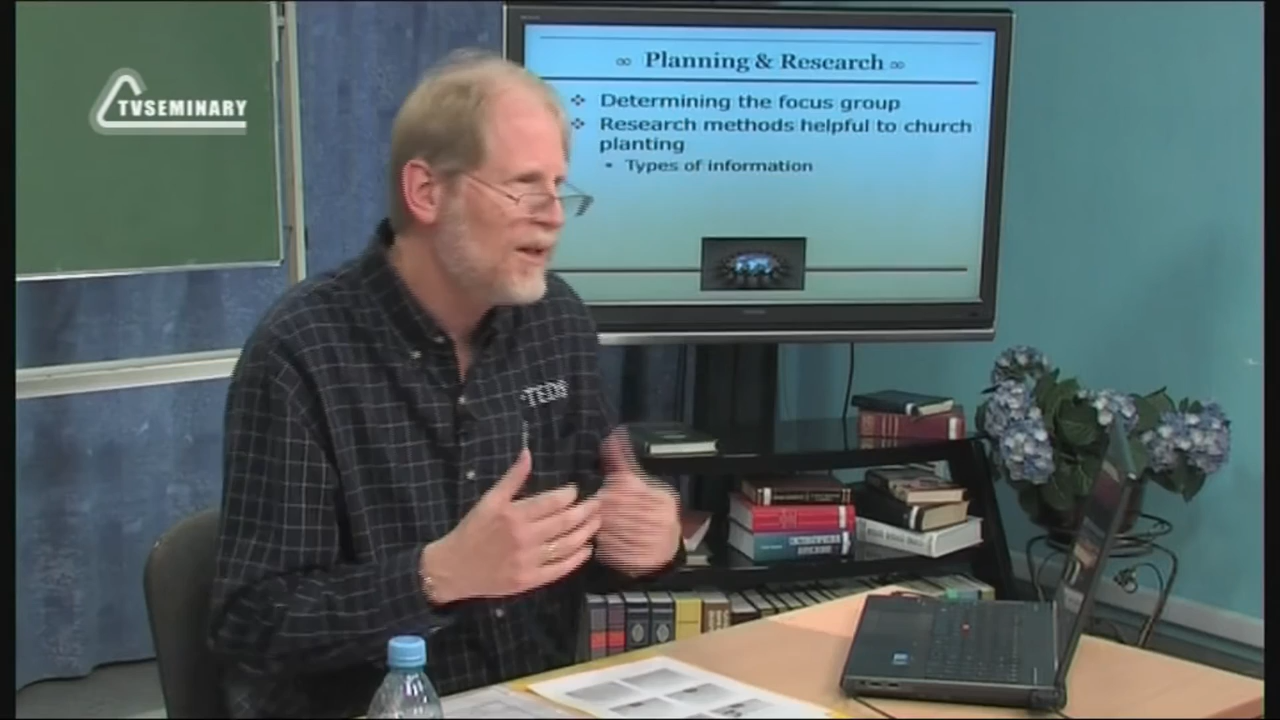 TVSEMINARY
Planning & Research
Determining the focus group
Research methods helpful to church
planting
Types of information
TEDS